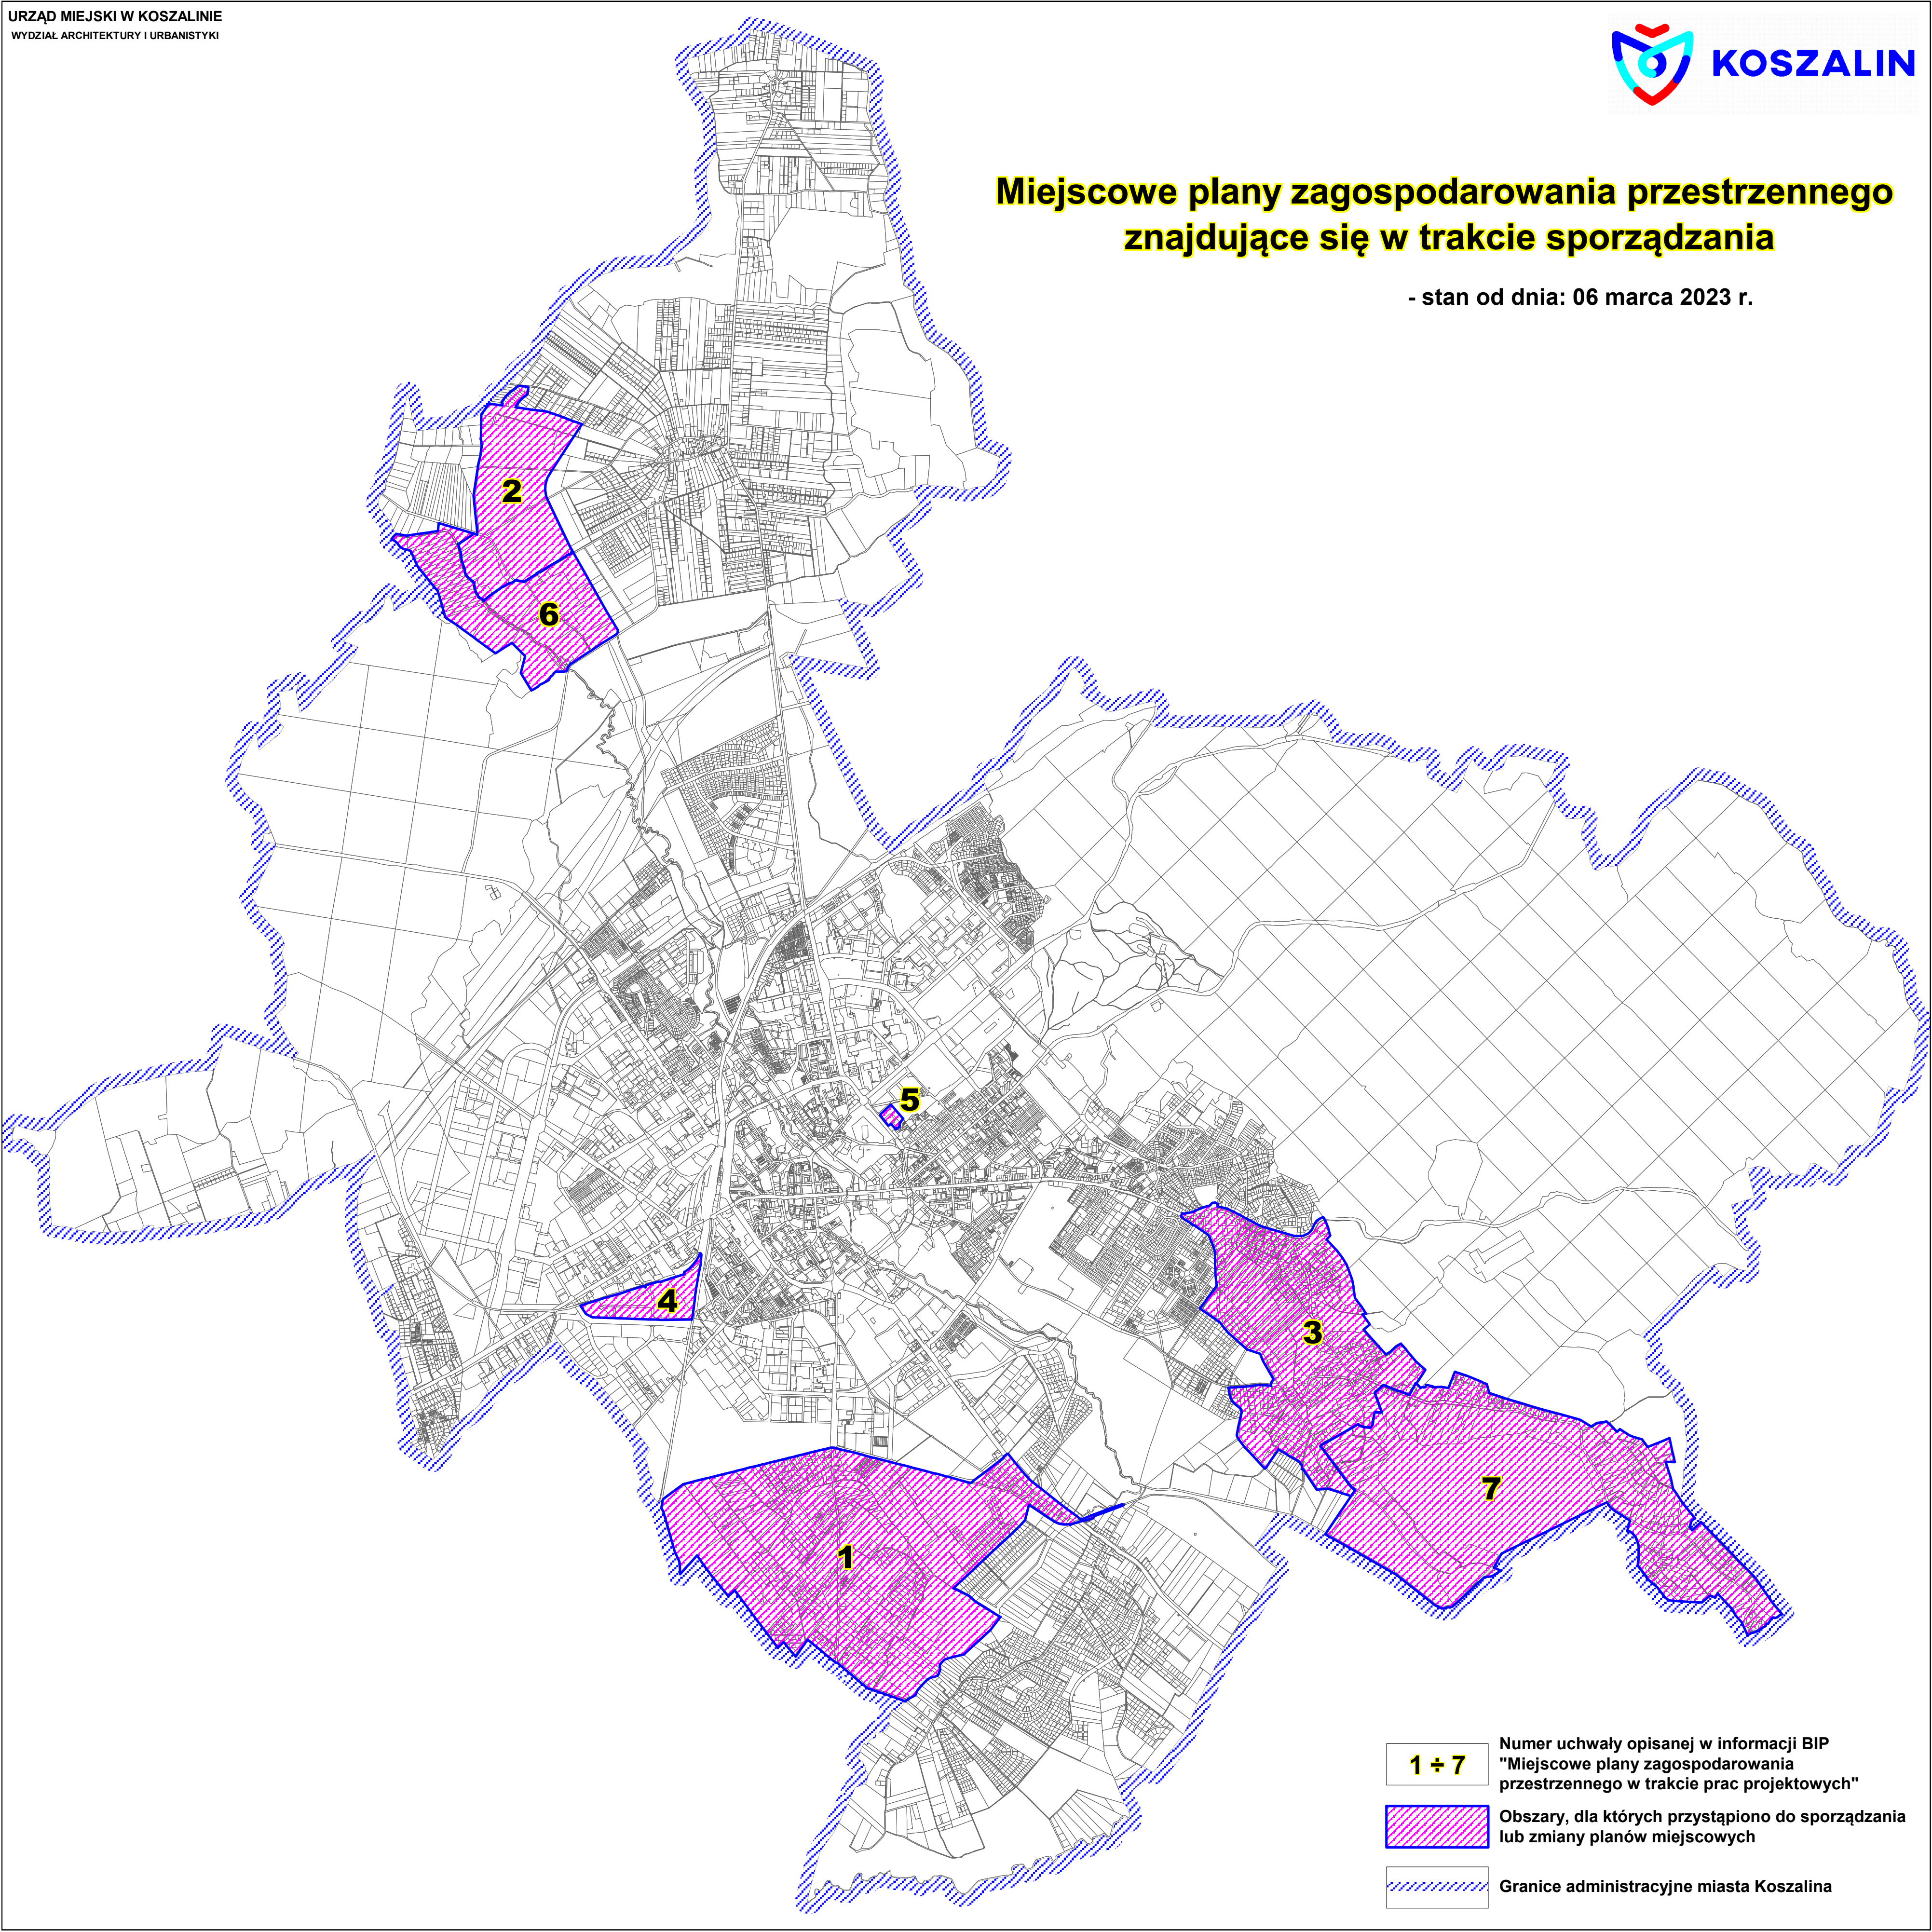 URZĄD MIEJSKI W KOSZALINIE
WYDZIAŁ ARCHITEKTURY I URBANISTYKI
KOSZALIN
Miejscowe plany zagospodarowania przestrzennego
znajdujące się w trakcie sporządzania
- stan od dnia: 06 marca 2023 r.
2
6
5
4
3
7
1
1 ÷ 7
Numer uchwały opisanej w informacji BIP
"Miejscowe plany zagospodarowania
przestrzennego w trakcie prac projektowych"
Obszary, dla których przystąpiono do sporządzania
lub zmiany planów miejscowych
Granice administracyjne miasta Koszalina